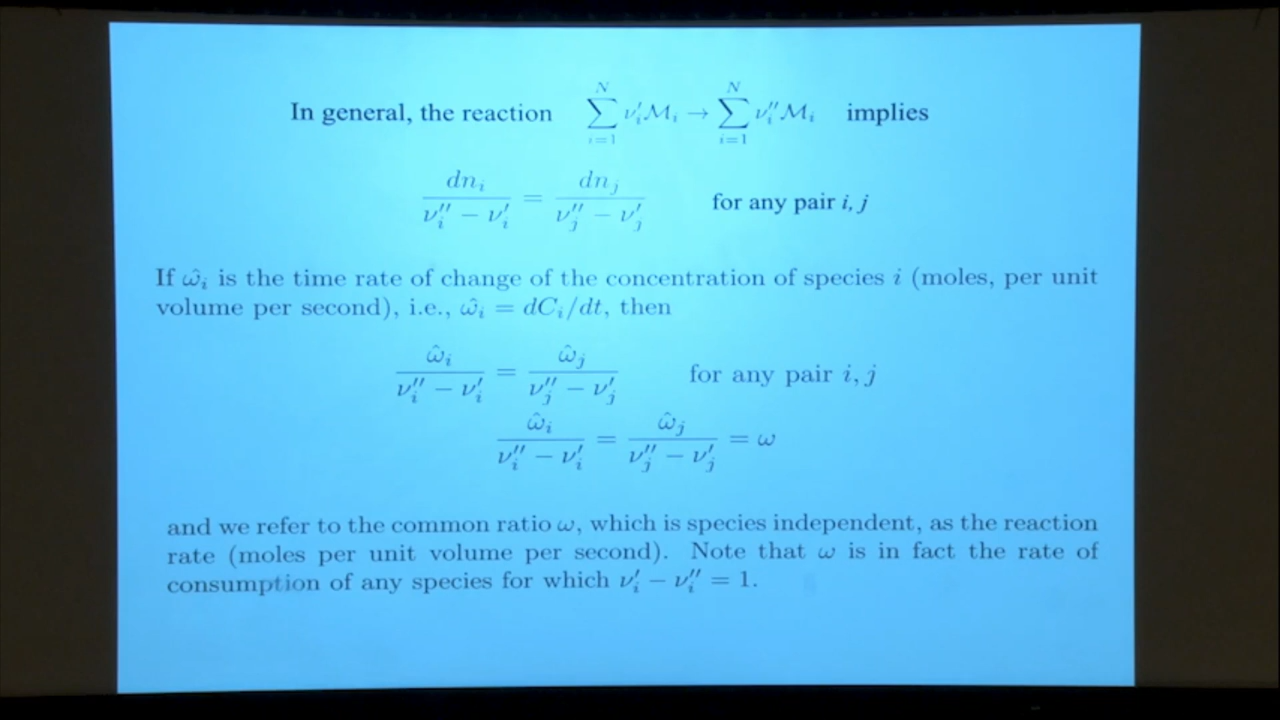 In general, the reaction $\sum_{i=1}^{N} \nu_i' \mathcal{M}_i \rightarrow \sum_{i=1}^{N} \nu_i'' \mathcal{M}_i$ implies
$\frac{dn_i}{\nu_i'' - \nu_i'} = \frac{dn_j}{\nu_j'' - \nu_j'}$ for any pair i, j
If $\hat{\omega}_i$ is the time rate of change of the concentration of species i (moles, per unit
volume per second), i.e., $\hat{\omega}_i = dC_i/dt$, then
$\frac{\hat{\omega}_i}{\nu_i'' - \nu_i'} = \frac{\hat{\omega}_j}{\nu_j'' - \nu_j'}$ for any pair i, j
$\frac{\hat{\omega}_i}{\nu_i'' - \nu_i'} = \frac{\hat{\omega}_j}{\nu_j'' - \nu_j'} = \omega$
and we refer to the common ratio ω, which is species independent, as the reaction
rate (moles per unit volume per second). Note that ω is in fact the rate of
consumption of any species for which $\nu_i' - \nu_i'' = 1$.